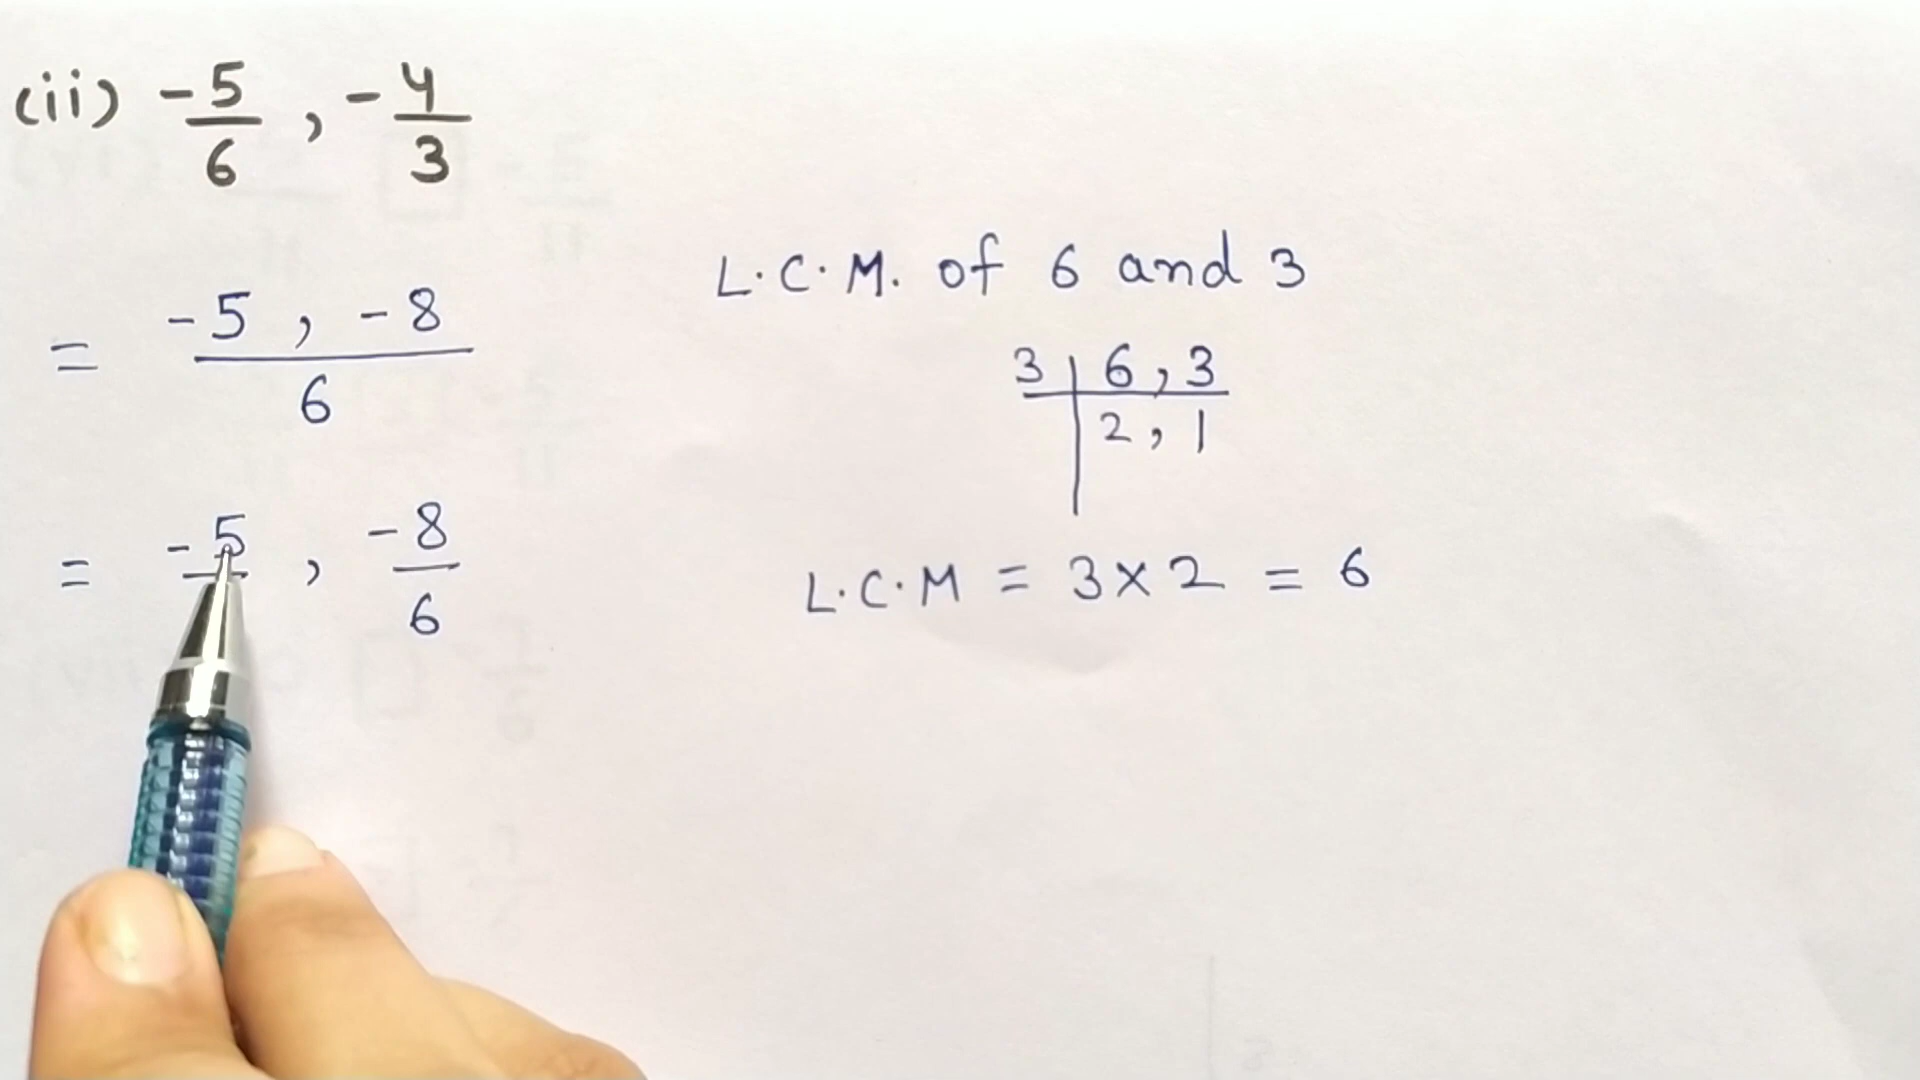 (ii) -5/6 , -4/3
= -5 , -8 / 6
= -5 , -8/6
L.C.M. of 6 and 3
3 | 6 , 3
2 , 1
L.C.M = 3 × 2 = 6